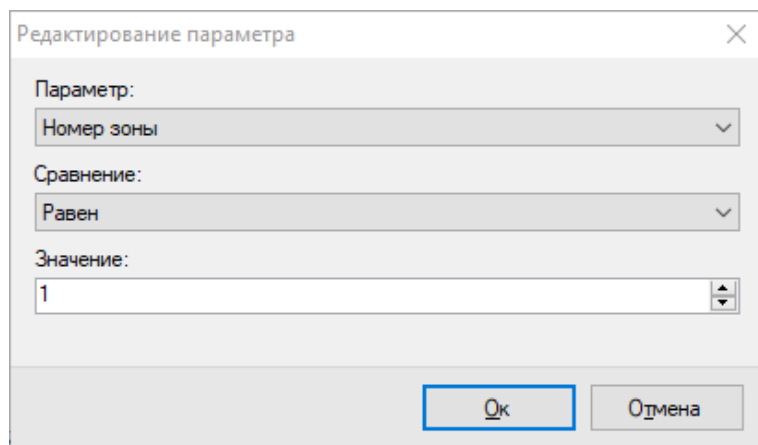 Редактирование параметра
Параметр:
Номер зоны
Сравнение:
Равен
Значение:
1
Ок Отмена